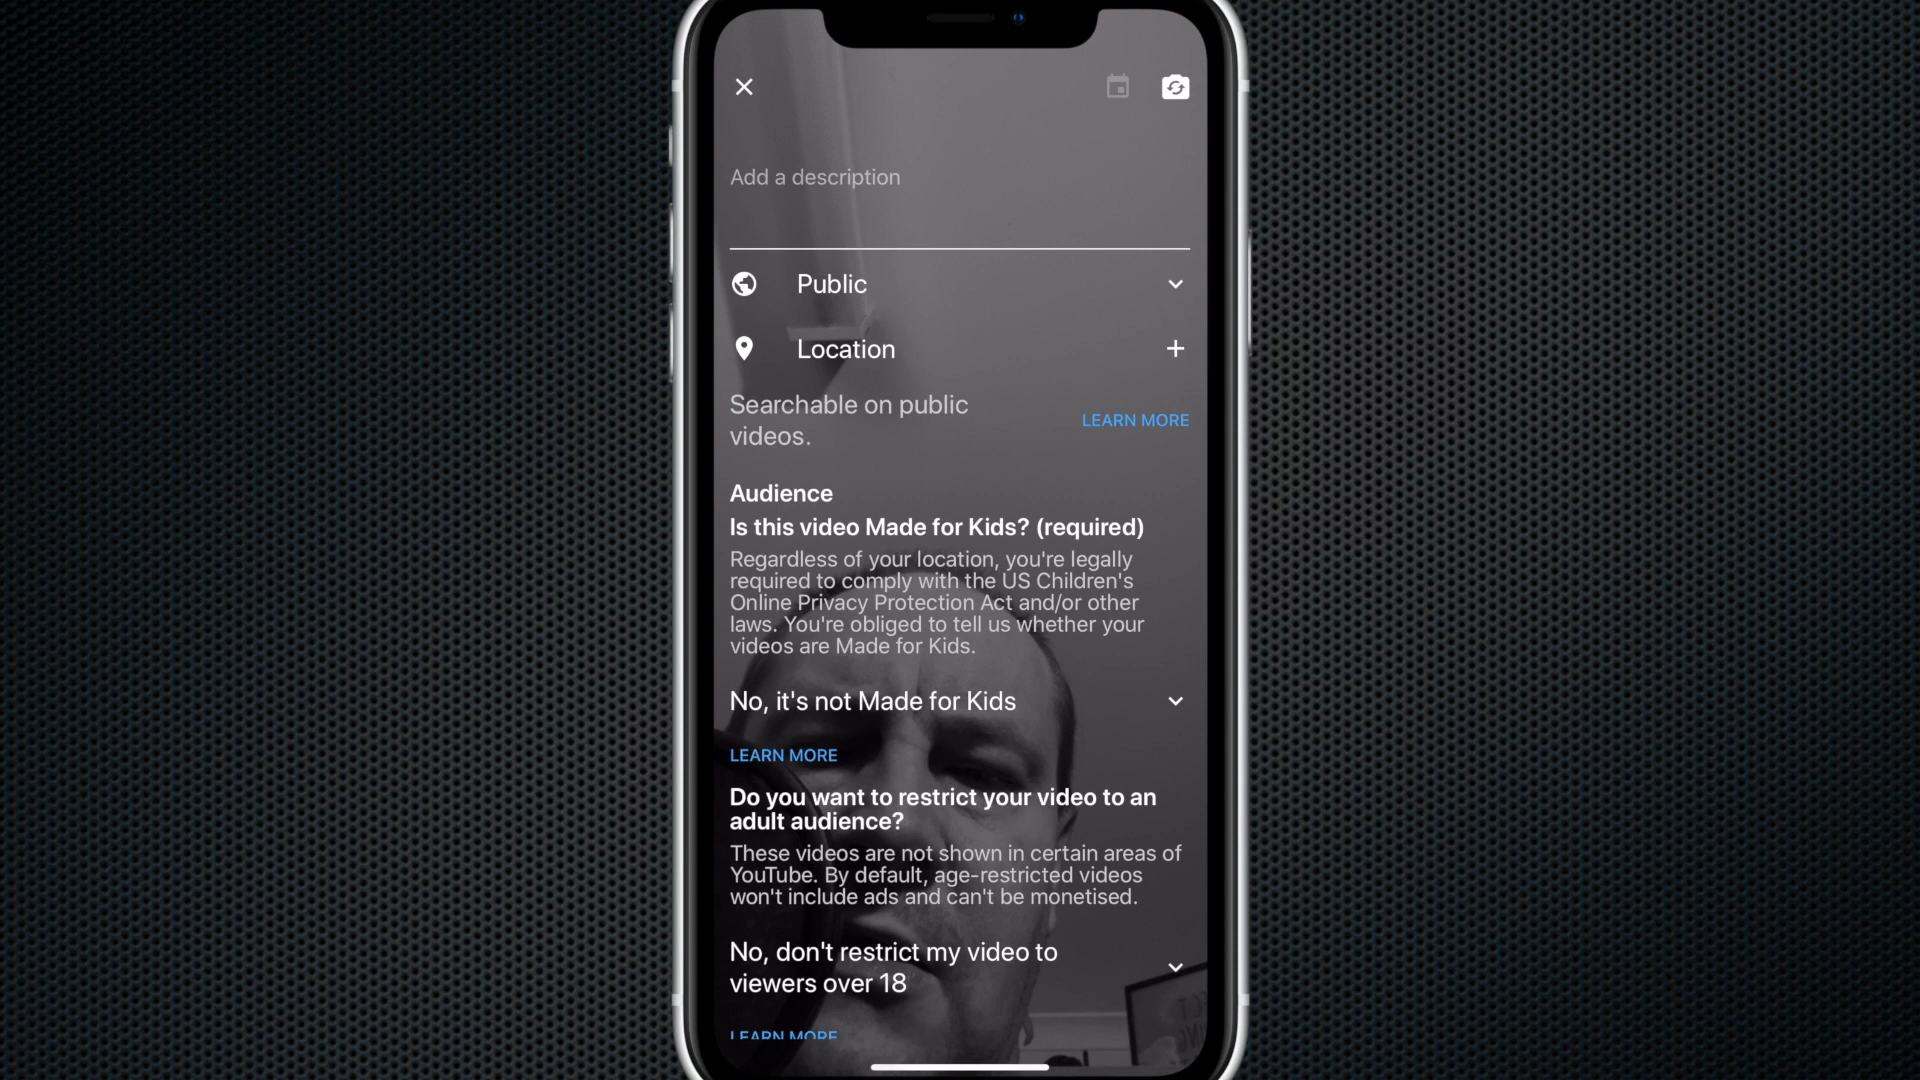 Add a description
Public
Location
Searchable on public
videos.
LEARN MORE
Audience
Is this video Made for Kids? (required)
Regardless of your location, you're legally
required to comply with the US Children's
Online Privacy Protection Act and/or other
laws. You're obliged to tell us whether your
videos are Made for Kids.
No, it's not Made for Kids
LEARN MORE
Do you want to restrict your video to an
adult audience?
These videos are not shown in certain areas of
YouTube. By default, age-restricted videos
won't include ads and can't be monetised.
No, don't restrict my video to
viewers over 18
LEARN MORE